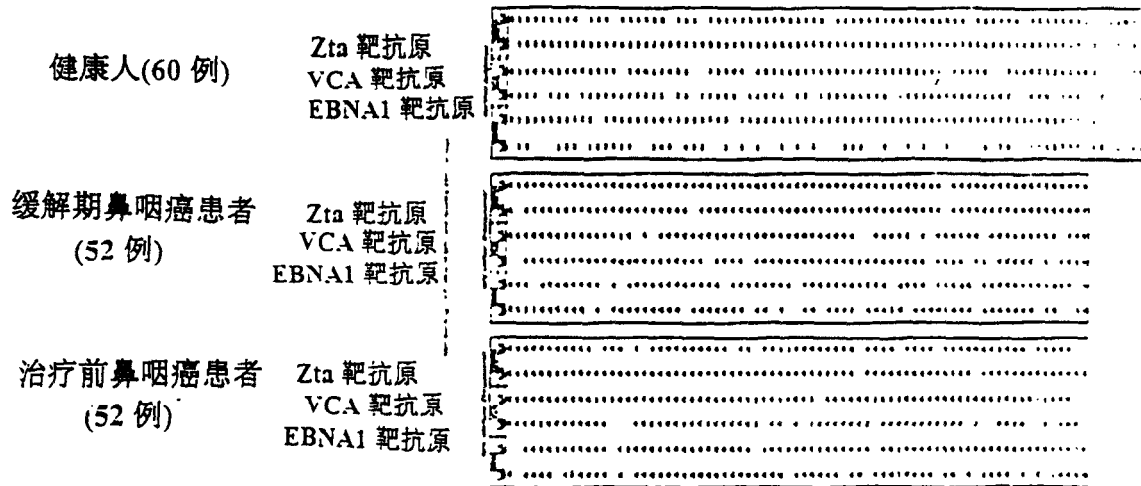 健康人(60 例)
Zta 靶抗原
VCA 靶抗原
EBNA1 靶抗原
缓解期鼻咽癌患者
(52 例)
Zta 靶抗原
VCA 靶抗原
EBNA1 靶抗原
治疗前鼻咽癌患者
(52 例)
Zta 靶抗原
VCA 靶抗原
EBNA1 靶抗原